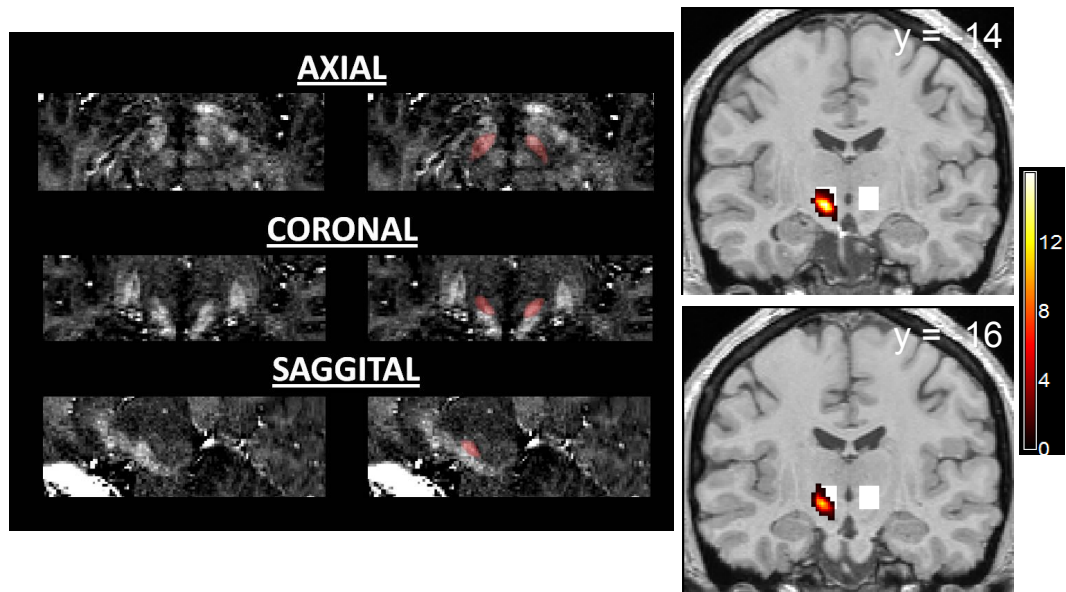 AXIAL
CORONAL
SAGGITAL
y = -14
y = -16
12
8
4
0